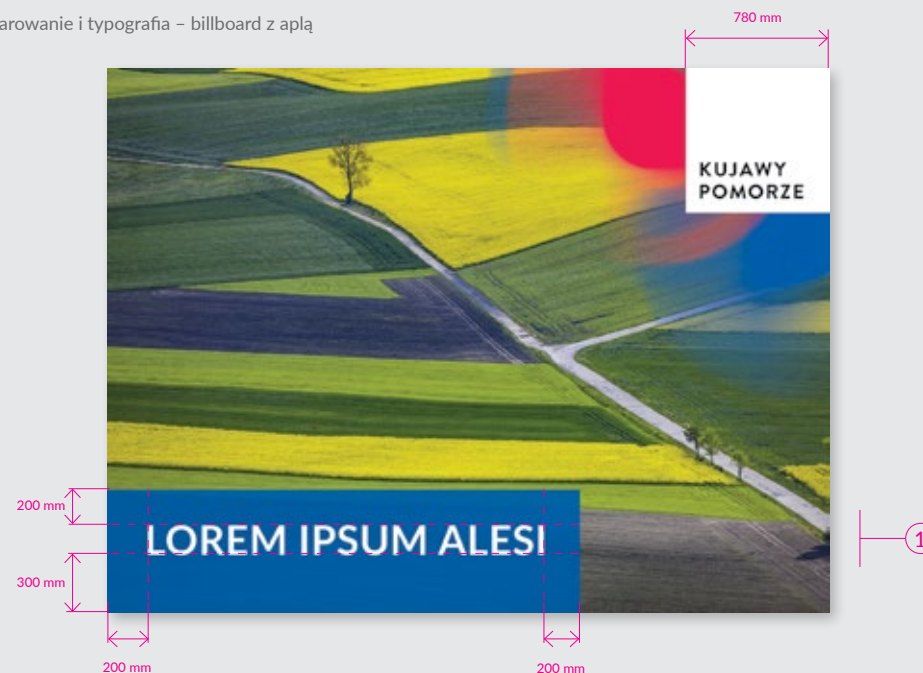 arowanie i typografia – billboard z aplą
780 mm
KUJAWY
POMORZE
200 mm
LOREM IPSUM ALESI
1
300 mm
200 mm
200 mm